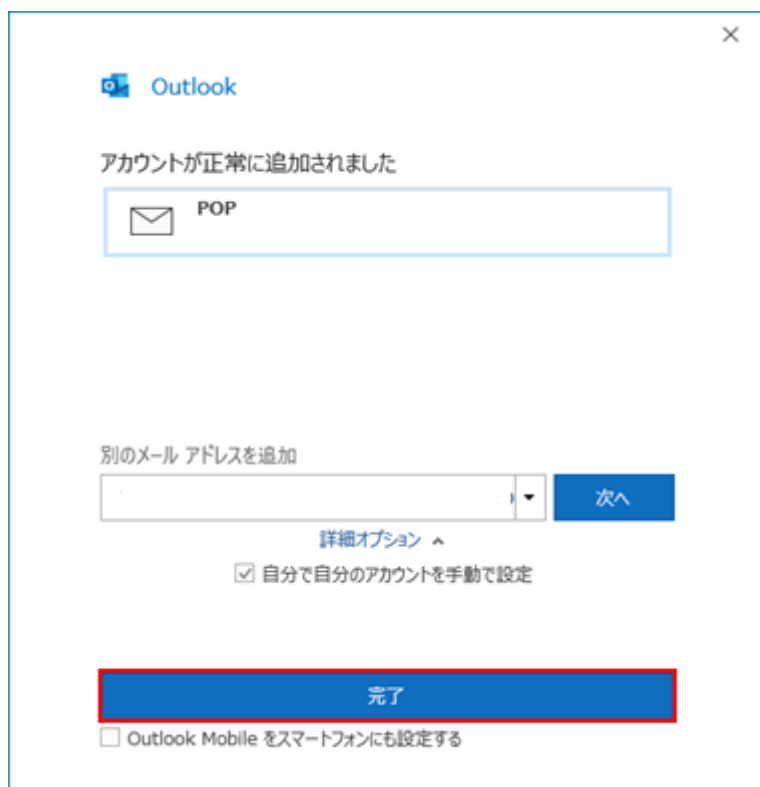 Outlook
アカウントが正常に追加されました
POP
別のメール アドレスを追加
次へ
詳細オプション
自分で自分のアカウントを手動で設定
完了
Outlook Mobile をスマートフォンにも設定する